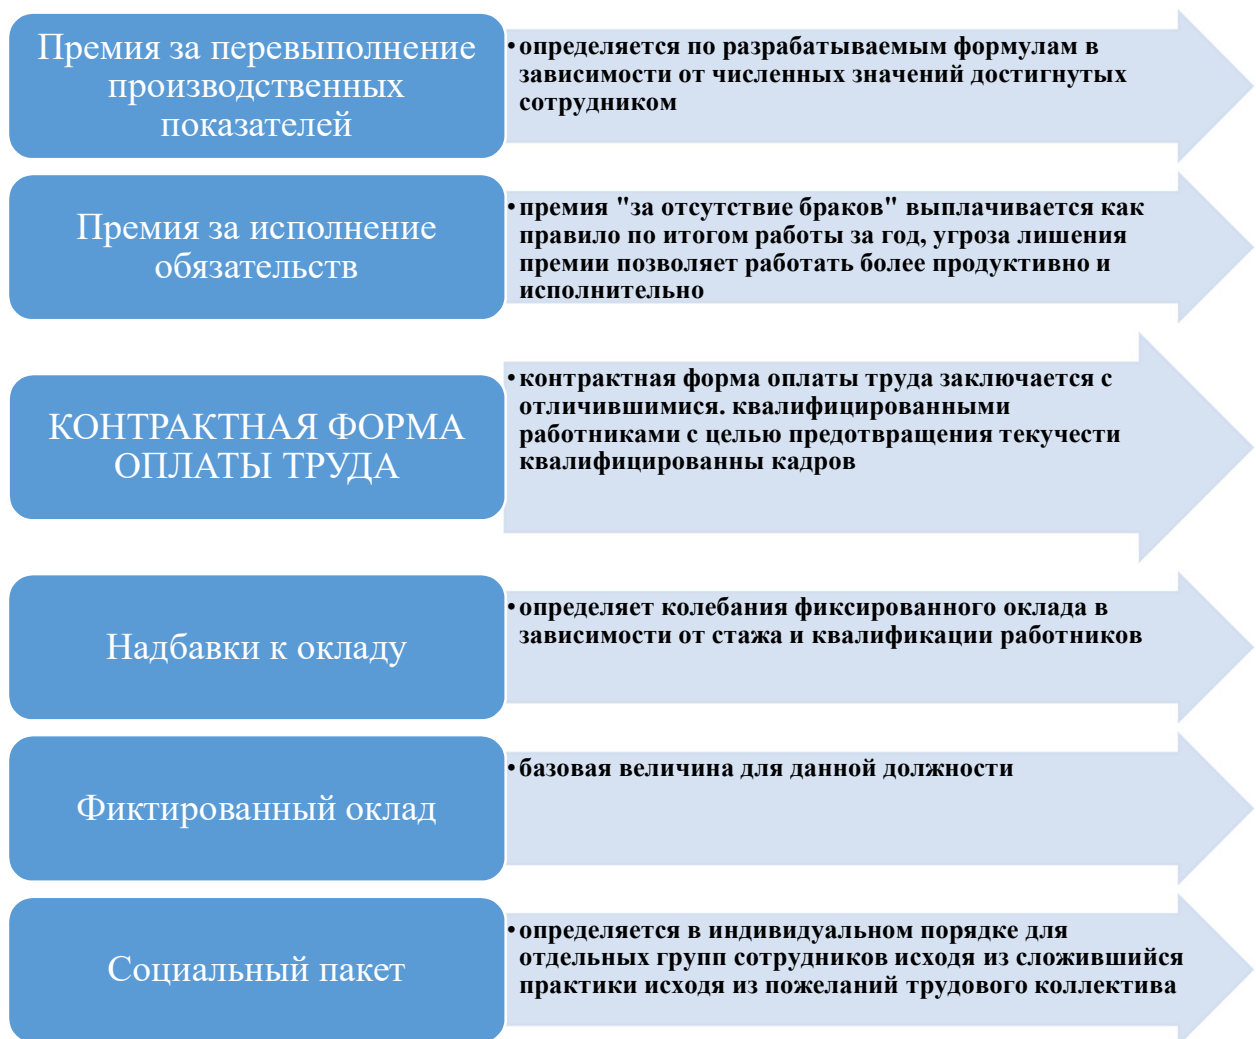 Премия за перевыполнение
производственных
показателей
•определяется по разрабатываемым формулам в
зависимости от численных значений достигнутых
сотрудником
Премия за исполнение
обязательств
•премия "за отсутствие браков" выплачивается как
правило по итогом работы за год, угроза лишения
премии позволяет работать более продуктивно и
исполнительно
КОНТРАКТНАЯ ФОРМА
ОПЛАТЫ ТРУДА
•контрактная форма оплаты труда заключается с
отличившимися. квалифицированными
работниками с целью предотвращения текучести
квалифицированны кадров
Надбавки к окладу
•определяет колебания фиксированного оклада в
зависимости от стажа и квалификации работников
Фиктированный оклад
•базовая величина для данной должности
Социальный пакет
•определяется в индивидуальном порядке для
отдельных групп сотрудников исходя из сложившийся
практики исходя из пожеланий трудового коллектива